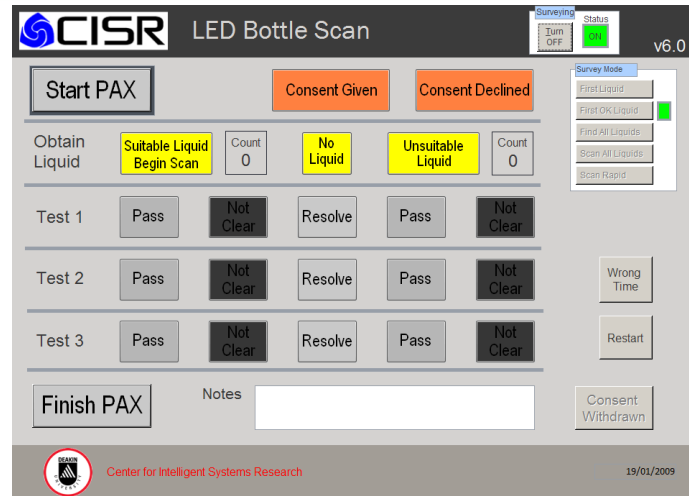 CISR
LED Bottle Scan
Surveying
Turn
OFF
Status
ON
v6.0
Start PAX
Consent Given
Consent Declined
Survey Mode
First Liquid
First OK Liquid
Find All Liquids
Scan All Liquids
Scan Rapid
Obtain
Liquid
Suitable Liquid
Begin Scan
Count
0
No
Liquid
Unsuitable
Liquid
Count
0
Test 1
Pass
Not
Clear
Resolve
Pass
Not
Clear
Test 2
Pass
Not
Clear
Resolve
Pass
Not
Clear
Wrong
Time
Test 3
Pass
Not
Clear
Resolve
Pass
Not
Clear
Restart
Finish PAX
Notes
Consent
Withdrawn
DEAKIN
Center for Intelligent Systems Research
19/01/2009